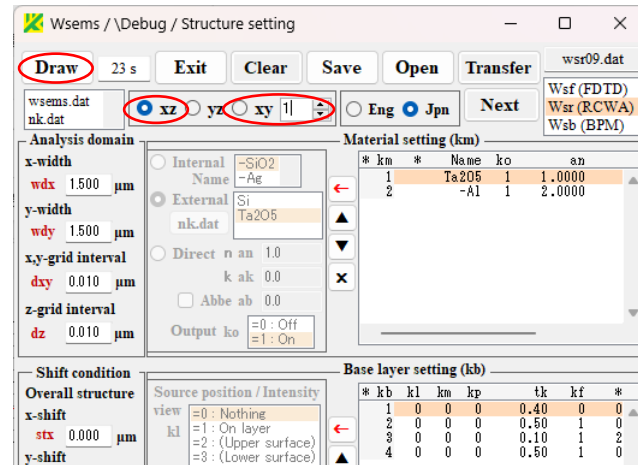 Wsems / \Debug / Structure setting
Draw 23 s Exit Clear Save Open Transfer wsr09.dat
wsems.dat
nk.dat
xz yz xy 1 Eng Jpn Next
Wsf (FDTD)
Wsr (RCWA)
Wsb (BPM)
Analysis domain
x-width
wdx 1.500 μm
y-width
wdy 1.500 μm
x,y-grid interval
dxy 0.010 μm
z-grid interval
dz 0.010 μm
Internal Name
-SiO2
-Ag
External
nk.dat
Si
Ta2O5
Direct n an 1.0
k ak 0.0
Abbe ab 0.0
Output ko
=0 : Off
=1 : On
Material setting (km)
* km * Name ko an
1 Ta2O5 1 1.0000
2 -Al 1 2.0000
Shift condition
Overall structure
x-shift
stx 0.000 μm
y-shift
Source position / Intensity
view
kl
=0 : Nothing
=1 : On layer
=2 : (Upper surface)
=3 : (Lower surface)
Base layer setting (kb)
* kb kl km kp tk kf *
1 0 0 0 0.40 0 0
2 0 0 0 0.50 1 0
3 0 0 0 0.10 1 2
4 0 0 0 0.50 1 0